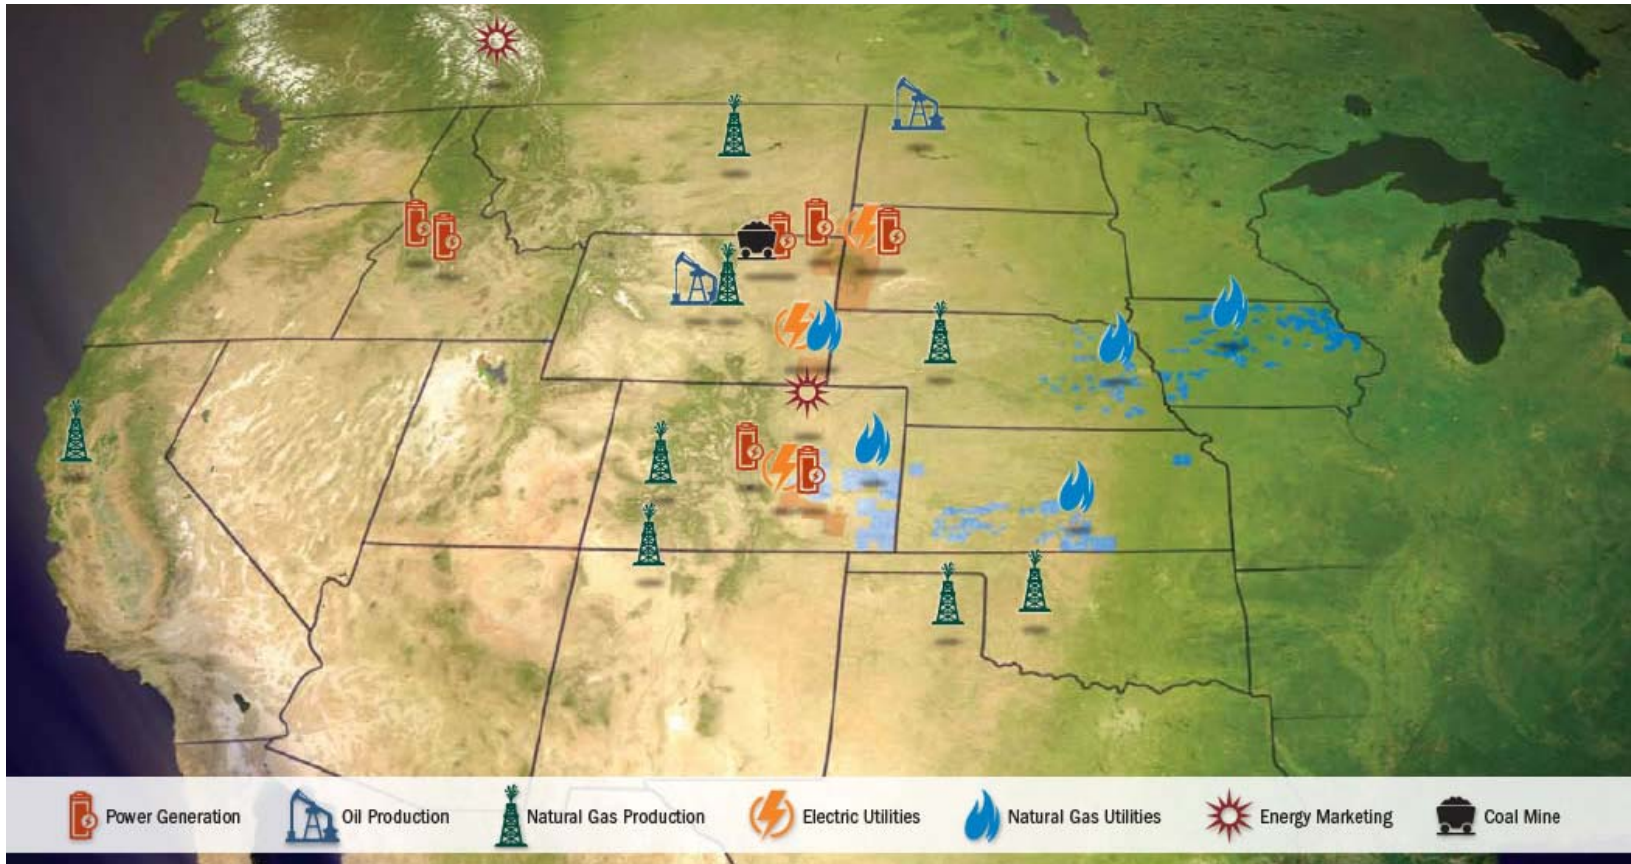 Power Generation
Oil Production
Natural Gas Production
Electric Utilities
Natural Gas Utilities
Energy Marketing
Coal Mine